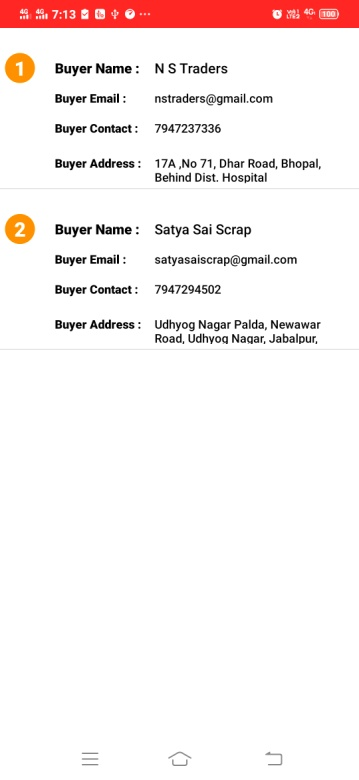 7:13
100
1
Buyer Name : N S Traders
Buyer Email : nstraders@gmail.com
Buyer Contact : 7947237336
Buyer Address : 17A ,No 71, Dhar Road, Bhopal,
Behind Dist. Hospital
2
Buyer Name : Satya Sai Scrap
Buyer Email : satyasaiscrap@gmail.com
Buyer Contact : 7947294502
Buyer Address : Udhyog Nagar Palda, Newawar
Road, Udhyog Nagar, Jabalpur,